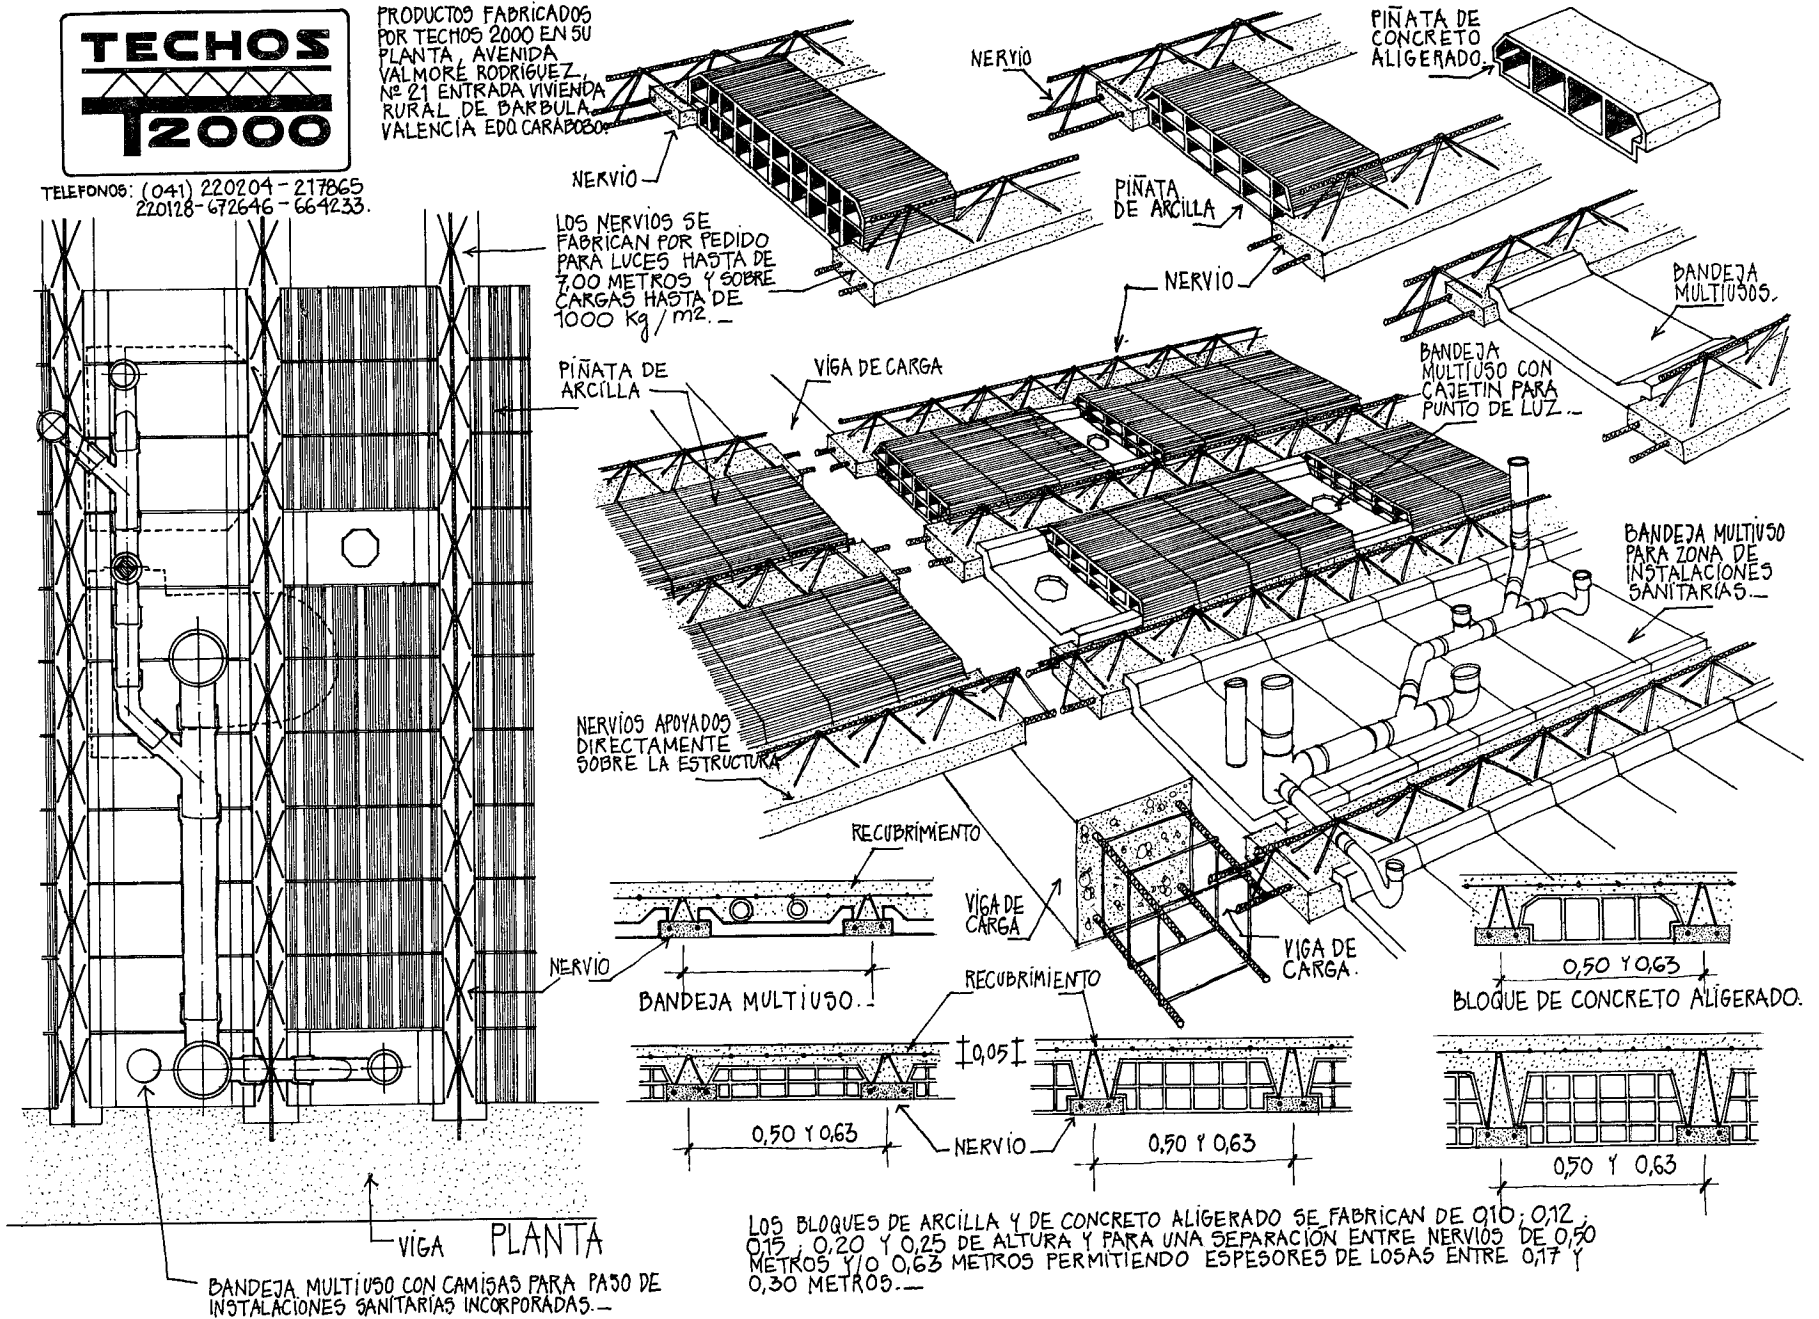 TECHOS
T2000
TELEFONOS: (041) 220204-217865
220128-672646-664233.
PRODUCTOS FABRICADOS
POR TECHOS 2000 EN SU
PLANTA, AVENIDA
VALMORE RODRIGUEZ,
Nº 21 ENTRADA VIVIENDA
RURAL DE BARBULA
VALENCIA EDO. CARABOBO.
NERVIO
LOS NERVIOS SE
FABRICAN POR PEDIDO
PARA LUCES HASTA DE
7,00 METROS Y SOBRE
CARGAS HASTA DE
1000 Kg/m2.—
NERVIO
PIÑATA
DE ARCILLA
NERVIO
PIÑATA DE
CONCRETO
ALIGERADO.
BANDEJA
MULTIUSOS.
PIÑATA DE
ARCILLA
VIGA DE CARGA
BANDEJA
MULTIUSO CON
CAJETIN PARA
PUNTO DE LUZ.—
BANDEJA MULTIUSO
PARA ZONA DE
INSTALACIONES
SANITARIAS.—
NERVIOS APOYADOS
DIRECTAMENTE
SOBRE LA ESTRUCTURA
RECUBRIMIENTO
NERVIO
BANDEJA MULTIUSO.—
VIGA DE
CARGA
VIGA DE
CARGA.
0,50 Y 0,63
BLOQUE DE CONCRETO ALIGERADO.
RECUBRIMIENTO
0,05
0,50 Y 0,63
NERVIO
0,50 Y 0,63
0,50 Y 0,63
LOS BLOQUES DE ARCILLA Y DE CONCRETO ALIGERADO SE FABRICAN DE 0,10; 0,12;
0,15; 0,20 Y 0,25 DE ALTURA Y PARA UNA SEPARACIÓN ENTRE NERVIOS DE 0,50
METROS Y/O 0,63 METROS PERMITIENDO ESPESORES DE LOSAS ENTRE 0,17 Y
0,30 METROS.—
VIGA
PLANTA
BANDEJA MULTIUSO CON CAMISAS PARA PASO DE
INSTALACIONES SANITARIAS INCORPORADAS.—